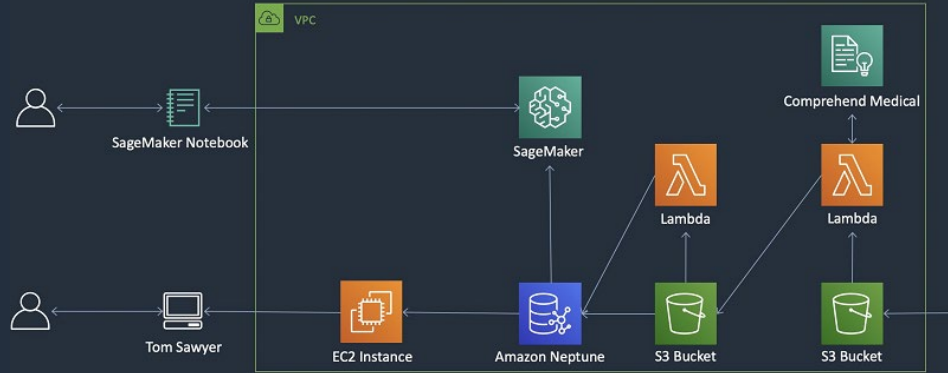 VPC
Comprehend Medical
SageMaker Notebook
SageMaker
Lambda
Lambda
Tom Sawyer
EC2 Instance
Amazon Neptune
S3 Bucket
S3 Bucket